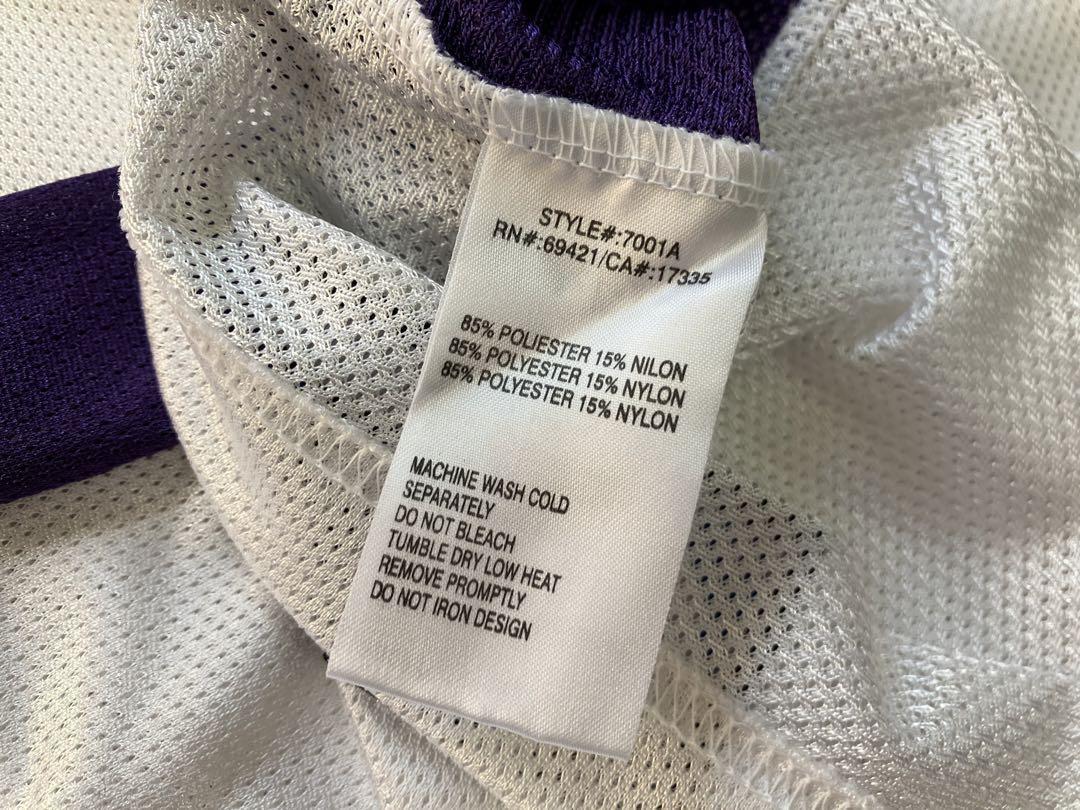 STYLE#:7001A
RN#:69421/CA#:17335
85% POLIESTER 15% NILON
85% POLYESTER 15% NYLON
85% POLYESTER 15% NYLON
MACHINE WASH COLD
SEPARATELY
DO NOT BLEACH
TUMBLE DRY LOW HEAT
REMOVE PROMPTLY
DO NOT IRON DESIGN